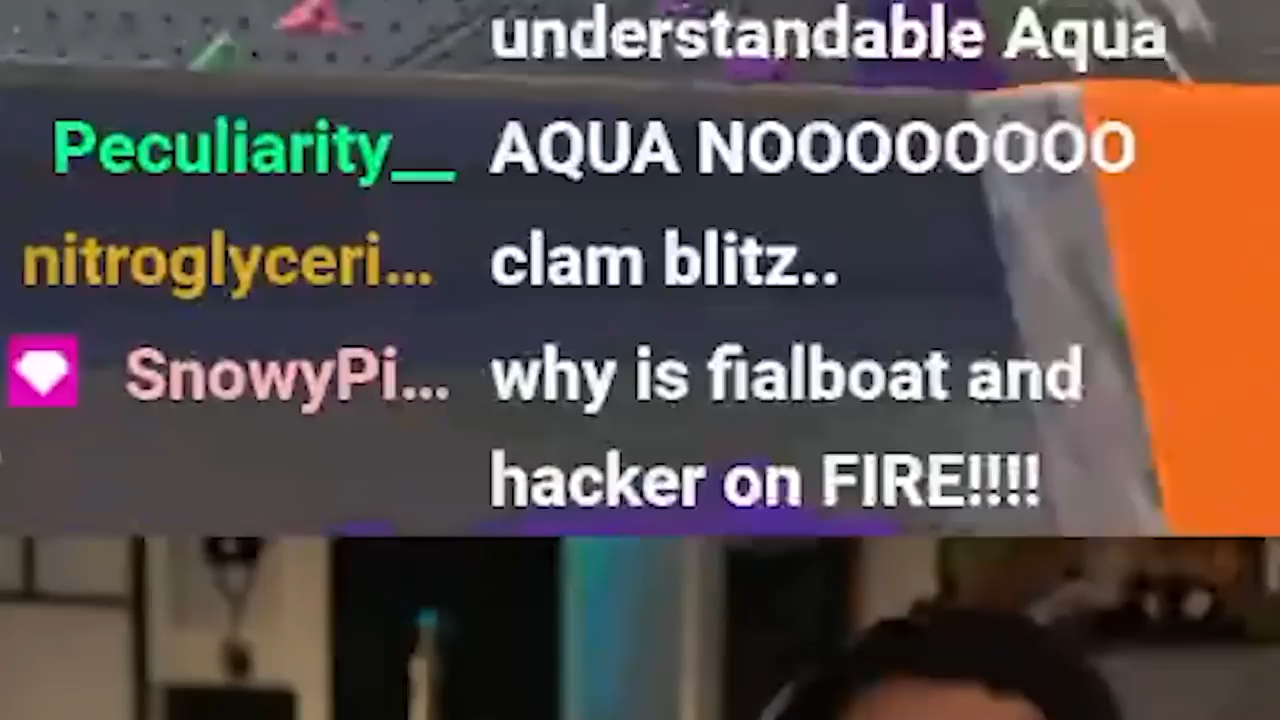 understandable Aqua
Peculiarity__ AQUA NOOOOOOOO
nitroglyceri... clam blitz..
SnowyPi... why is fialboat and
hacker on FIRE!!!!